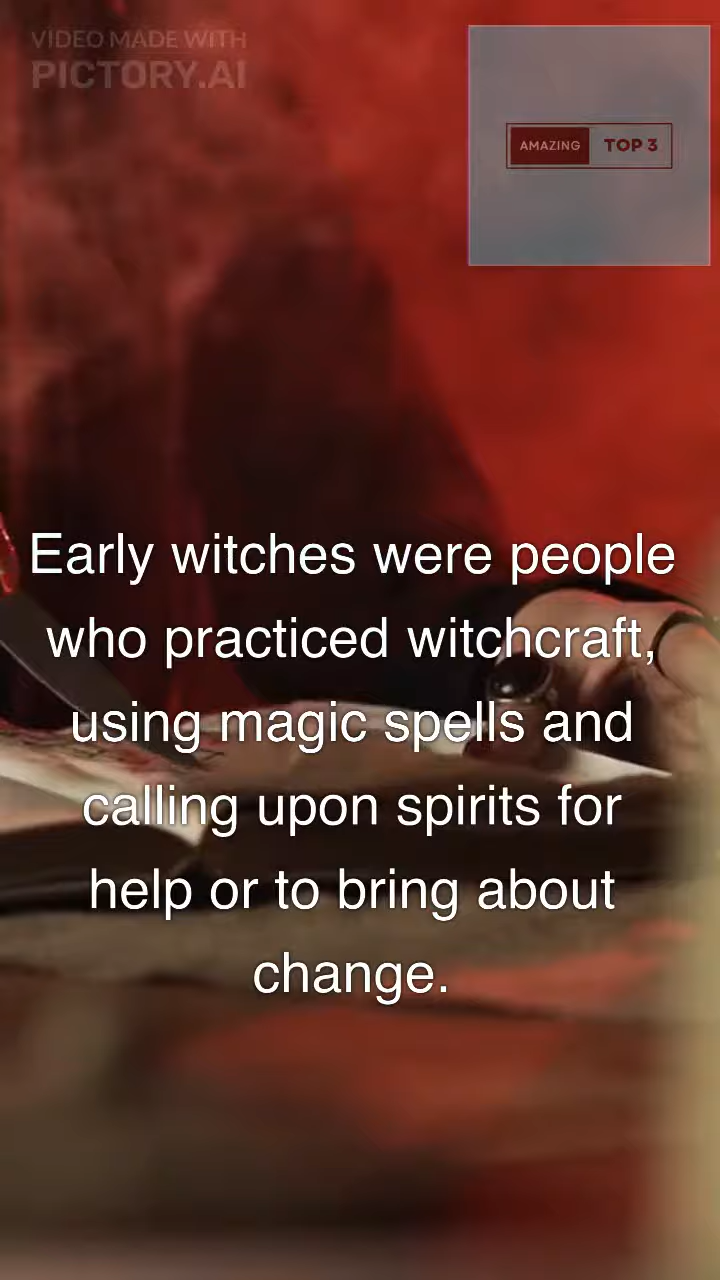 VIDEO MADE WITH
PICTORY.AI
AMAZING TOP 3
Early witches were people
who practiced witchcraft,
using magic spells and
calling upon spirits for
help or to bring about
change.